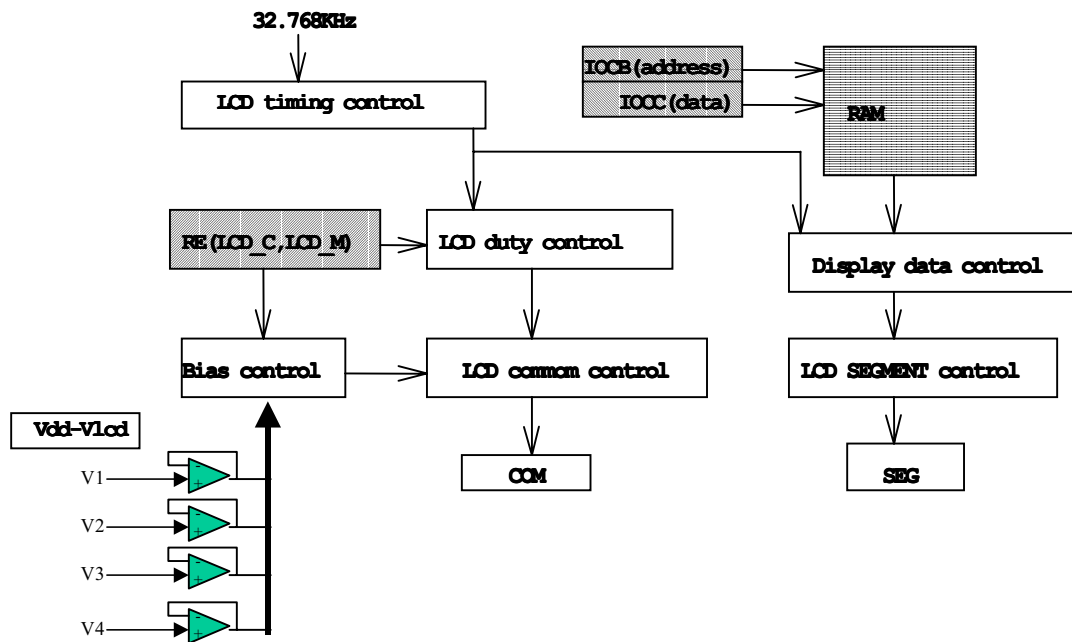 32.768KHz
LCD timing control
IOCB(address)
IOCC(data)
RAM
RE(LCD_C,LCD_M)
LCD duty control
Display data control
Bias control
LCD commom control
LCD SEGMENT control
Vdd-Vlcd
COM
SEG
V1
-
+
V2
-
+
V3
-
+
V4
-
+